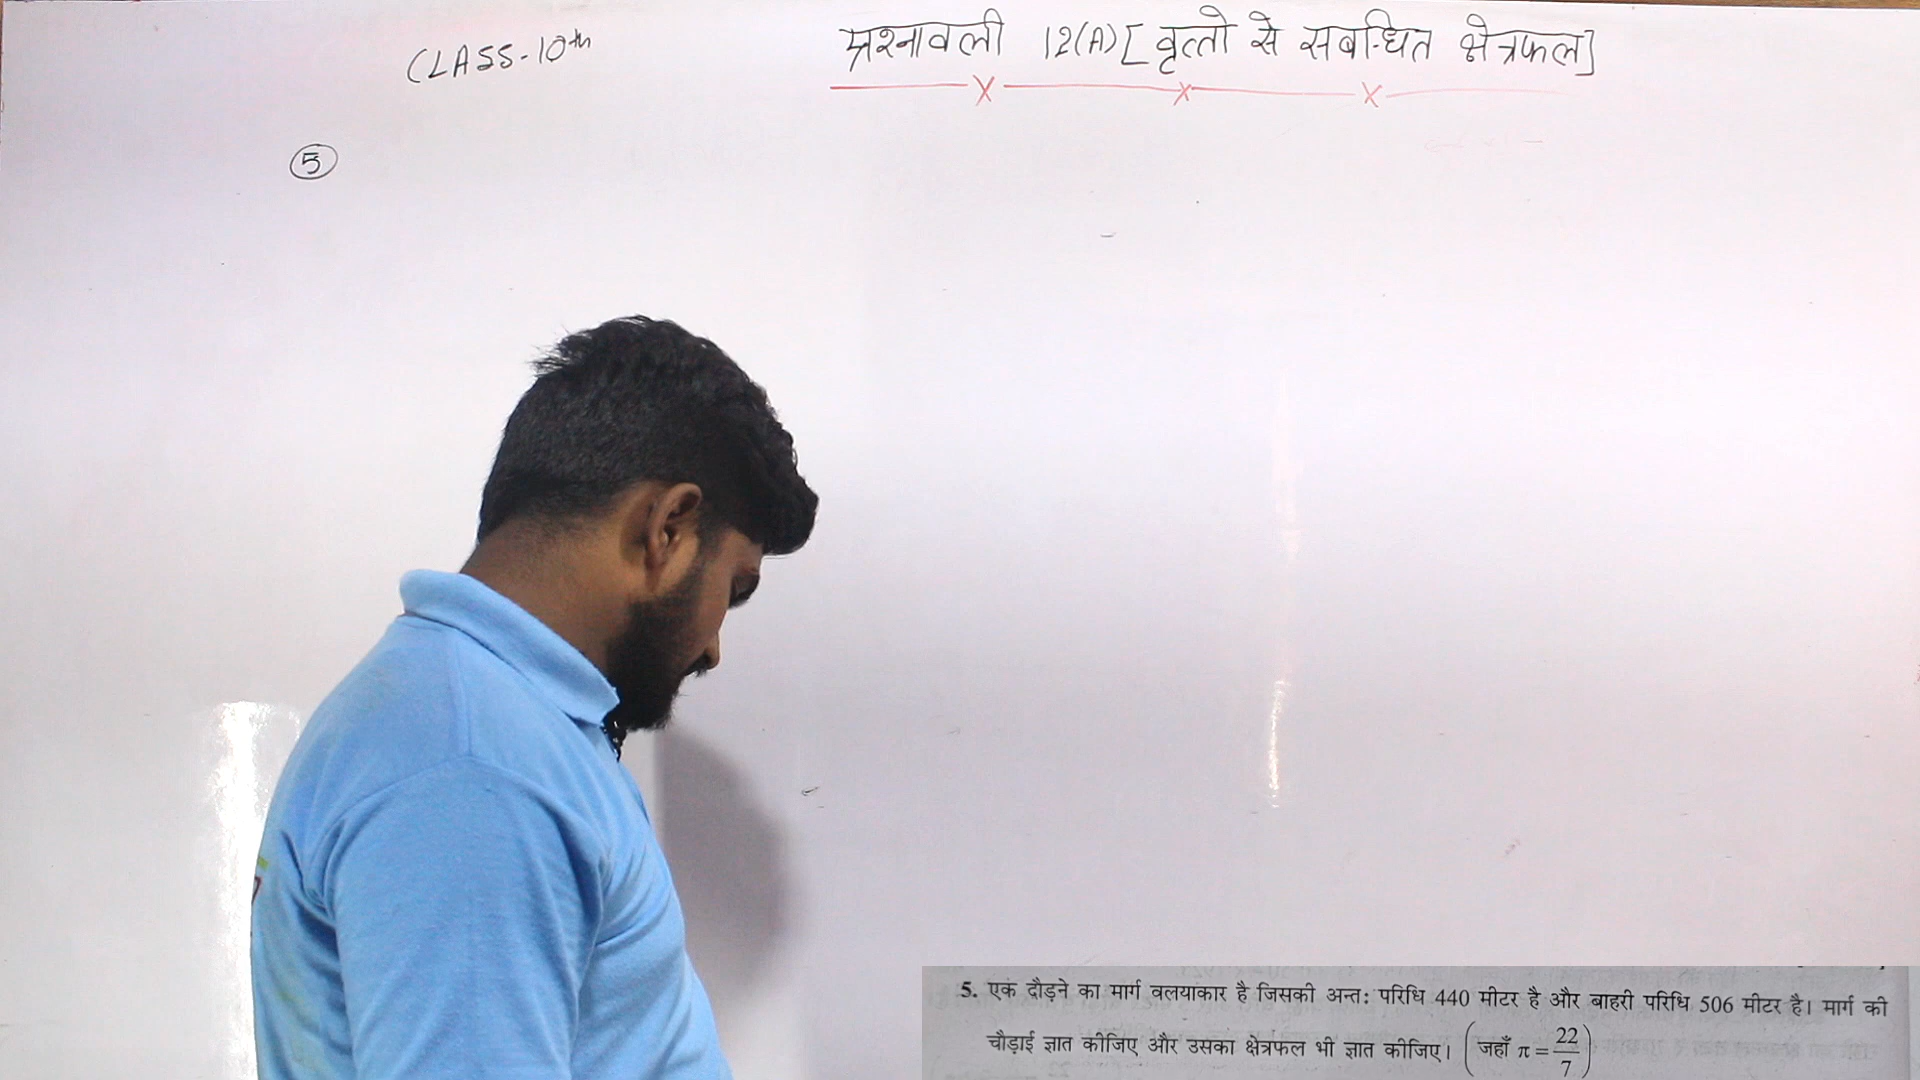 CLASS-10th
प्रश्नावली 12(A) [वृत्तो से सबन्धित क्षेत्रफल]
5
5. एक दौड़ने का मार्ग वलयाकार है जिसकी अन्त: परिधि 440 मीटर है और बाहरी परिधि 506 मीटर है। मार्ग की
चौड़ाई ज्ञात कीजिए और उसका क्षेत्रफल भी ज्ञात कीजिए। (जहाँ π = 22/7)